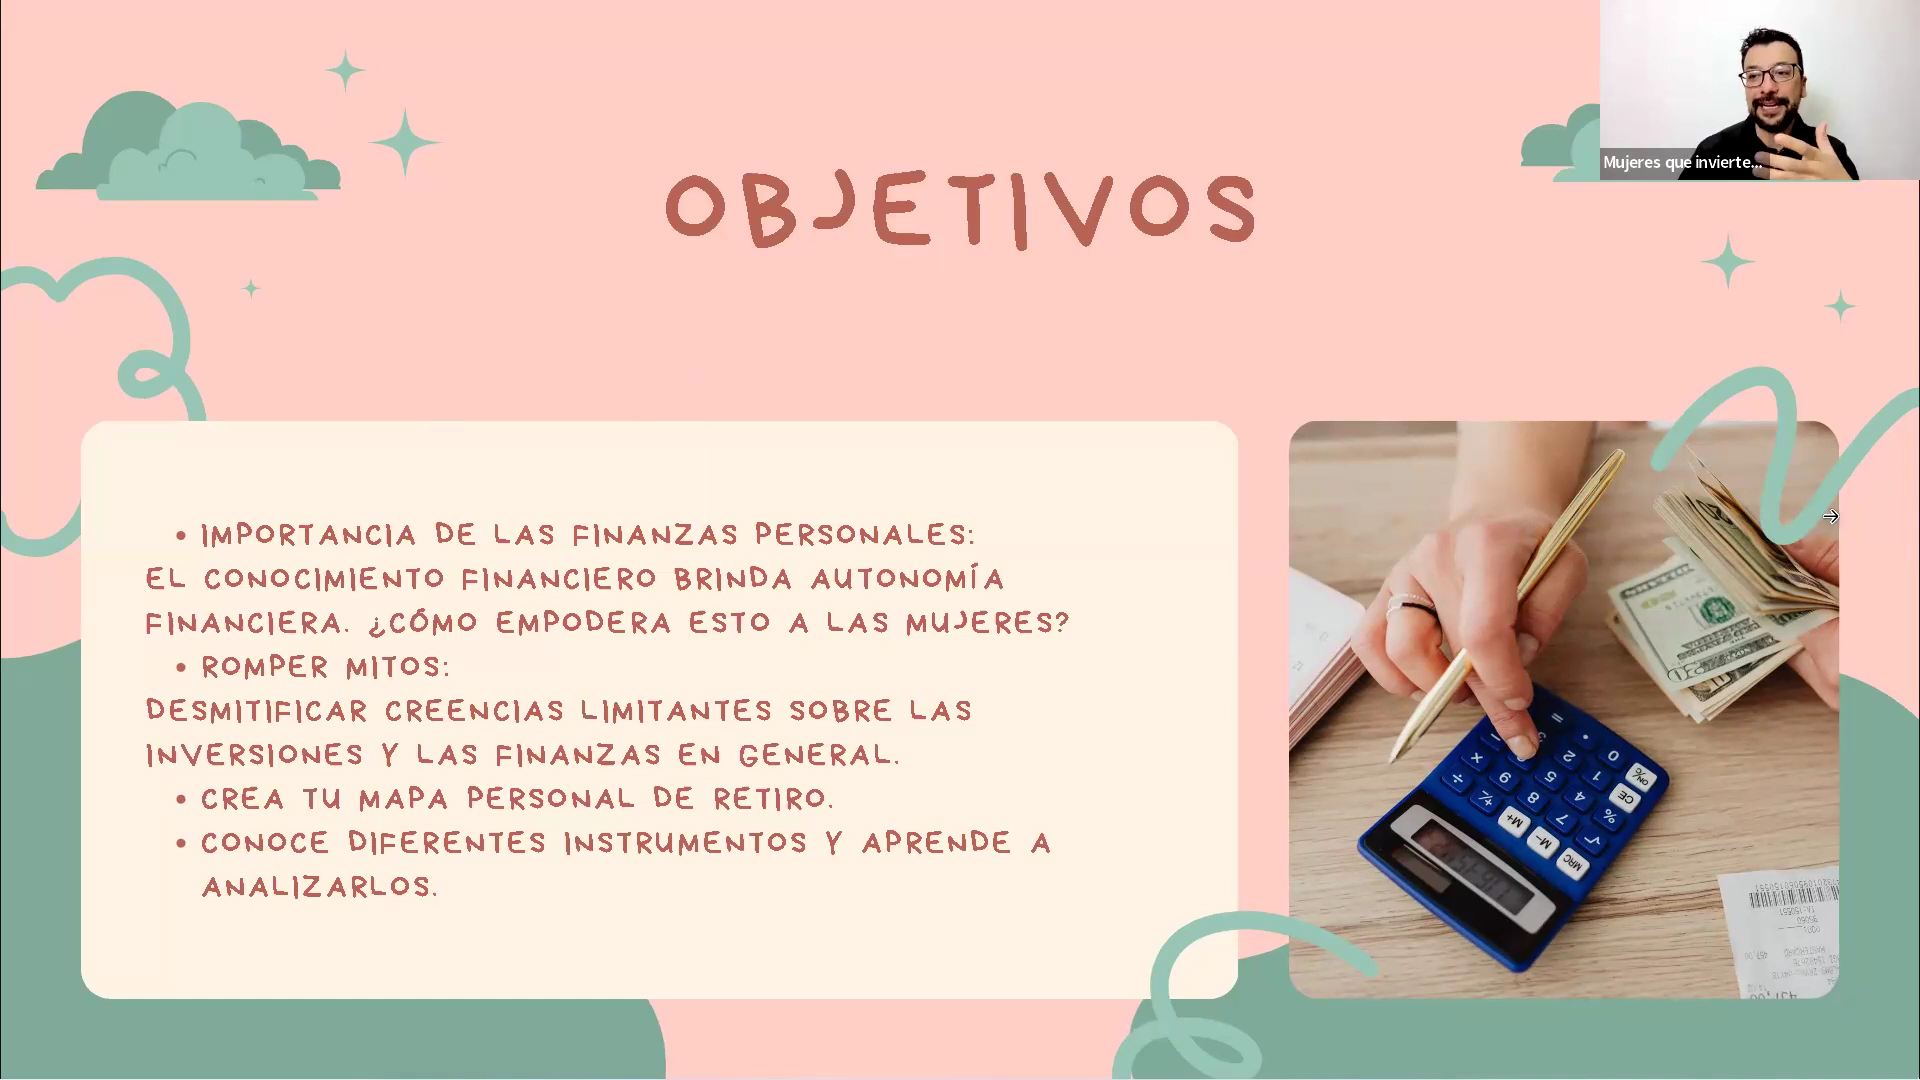 Mujeres que invierte...
OBJETIVOS
• IMPORTANCIA DE LAS FINANZAS PERSONALES:
EL CONOCIMIENTO FINANCIERO BRINDA AUTONOMÍA
FINANCIERA. ¿CÓMO EMPODERA ESTO A LAS MUJERES?
• ROMPER MITOS:
DESMITIFICAR CREENCIAS LIMITANTES SOBRE LAS
INVERSIONES Y LAS FINANZAS EN GENERAL.
• CREA TU MAPA PERSONAL DE RETIRO.
• CONOCE DIFERENTES INSTRUMENTOS Y APRENDE A
ANALIZARLOS.